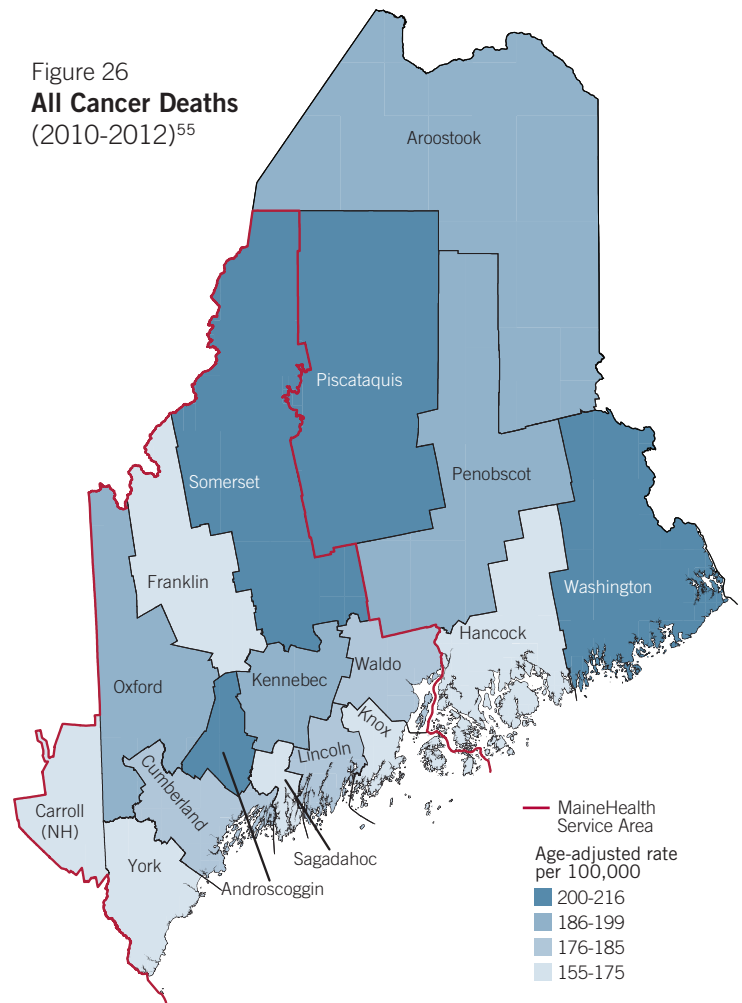 Figure 26
All Cancer Deaths
(2010-2012)55
Aroostook
Piscataquis
Somerset
Penobscot
Franklin
Washington
Hancock
Waldo
Kennebec
Oxford
Knox
Lincoln
Cumberland
Carroll
(NH)
York
Sagadahoc
Androscoggin
MaineHealth
Service Area
Age-adjusted rate
per 100,000
200-216
186-199
176-185
155-175